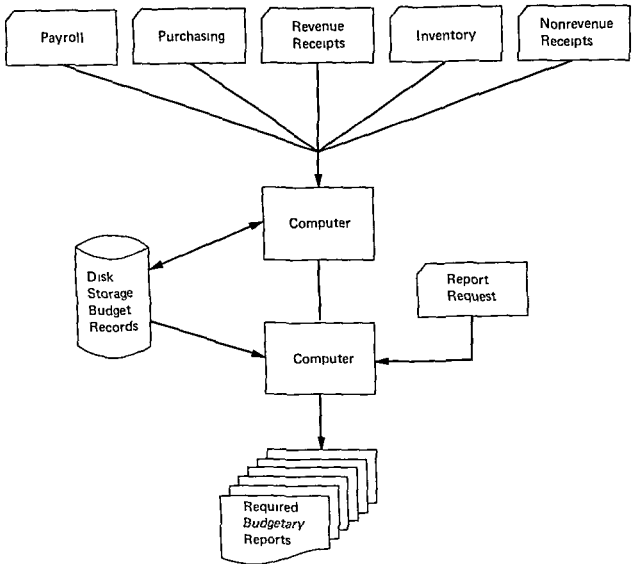 Payroll
Purchasing
Revenue
Receipts
Inventory
Nonrevenue
Receipts
Computer
Disk
Storage
Budget
Records
Report
Request
Computer
Required
Budgetary
Reports